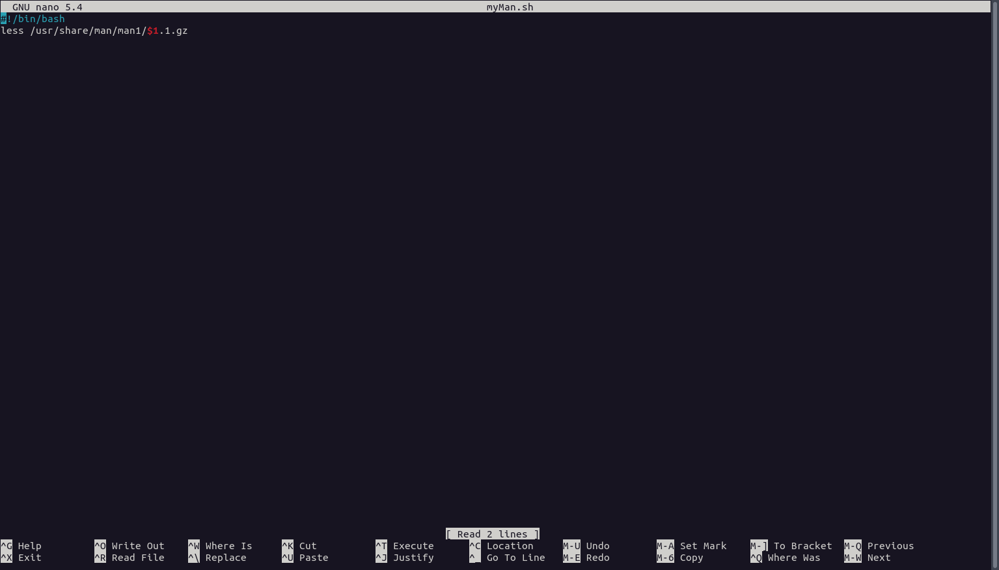 GNU nano 5.4 myMan.sh
#!/bin/bash
less /usr/share/man/man1/$1.1.gz
[ Read 2 lines ]
^G Help ^O Write Out ^W Where Is ^K Cut ^T Execute ^C Location M-U Undo M-A Set Mark M-] To Bracket M-Q Previous
^X Exit ^R Read File ^\ Replace ^U Paste ^J Justify ^_ Go To Line M-E Redo M-6 Copy ^Q Where Was M-W Next